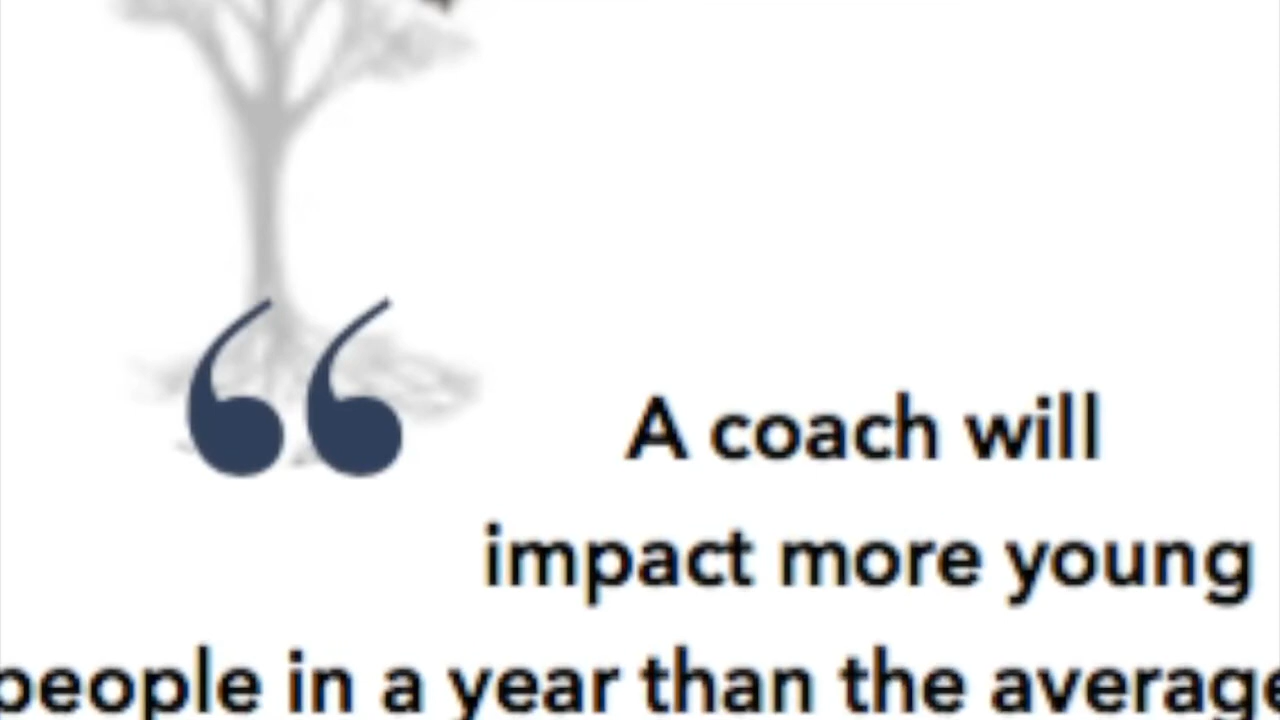 “
A coach will
impact more young
people in a year than the average